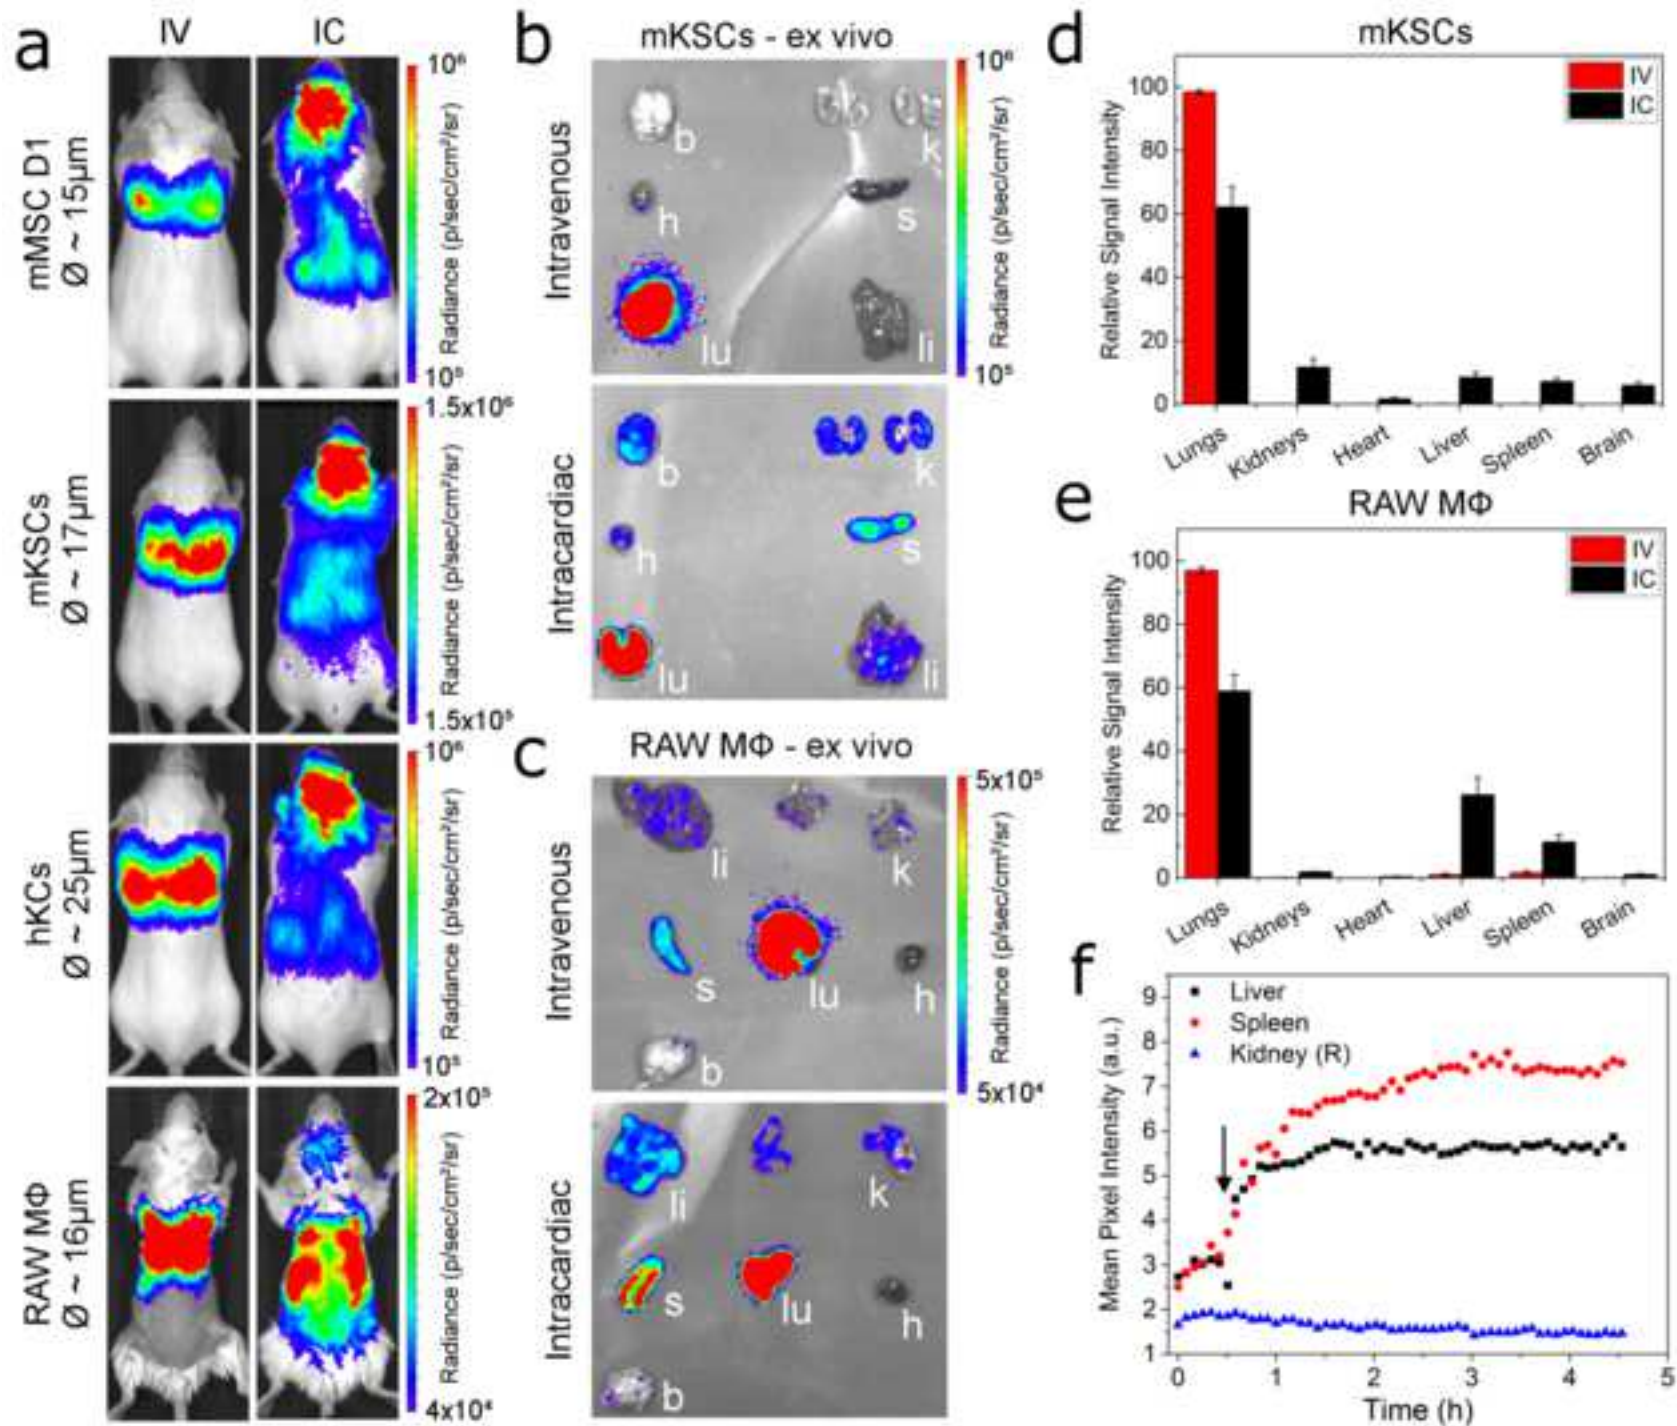 a
IV
IC
mMSC D1
Ø ~ 15µm
10⁶
Radiance (p/sec/cm²/sr)
10⁵
mKSCs
Ø ~ 17µm
1.5x10⁶
Radiance (p/sec/cm²/sr)
1.5x10⁵
hKCs
Ø ~ 25µm
10⁶
Radiance (p/sec/cm²/sr)
10⁵
RAW MΦ
Ø ~ 16µm
2x10⁵
Radiance (p/sec/cm²/sr)
4x10⁴
b
mKSCs - ex vivo
Intravenous
b
k
h
s
lu
li
10⁶
Radiance (p/sec/cm²/sr)
10⁵
Intracardiac
b
k
h
s
lu
li
c
RAW MΦ - ex vivo
Intravenous
li
k
s
lu
h
b
5x10⁵
Radiance (p/sec/cm²/sr)
5x10⁴
Intracardiac
li
k
s
lu
h
b
d
mKSCs
IV
IC
Relative Signal Intensity
100
80
60
40
20
0
Lungs
Kidneys
Heart
Liver
Spleen
Brain
e
RAW MΦ
IV
IC
Relative Signal Intensity
100
80
60
40
20
0
Lungs
Kidneys
Heart
Liver
Spleen
Brain
f
Liver
Spleen
Kidney (R)
Mean Pixel Intensity (a.u.)
9
8
7
6
5
4
3
2
1
0 1 2 3 4 5
Time (h)